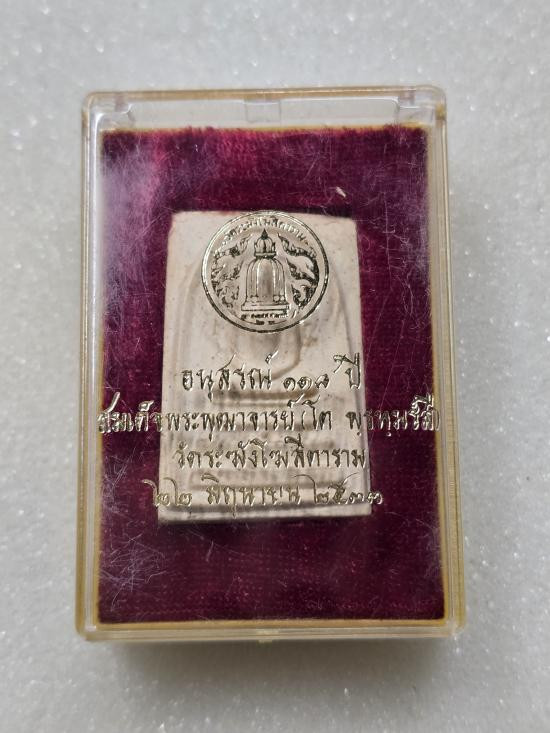 อนุสรณ์ ๑๑๘ ปี
สมเด็จพระพุฒาจารย์ (โต พฺรหฺมรํสี)
วัดระฆังโฆสิตาราม
๒๒ มิถุนายน ๒๕๓๓